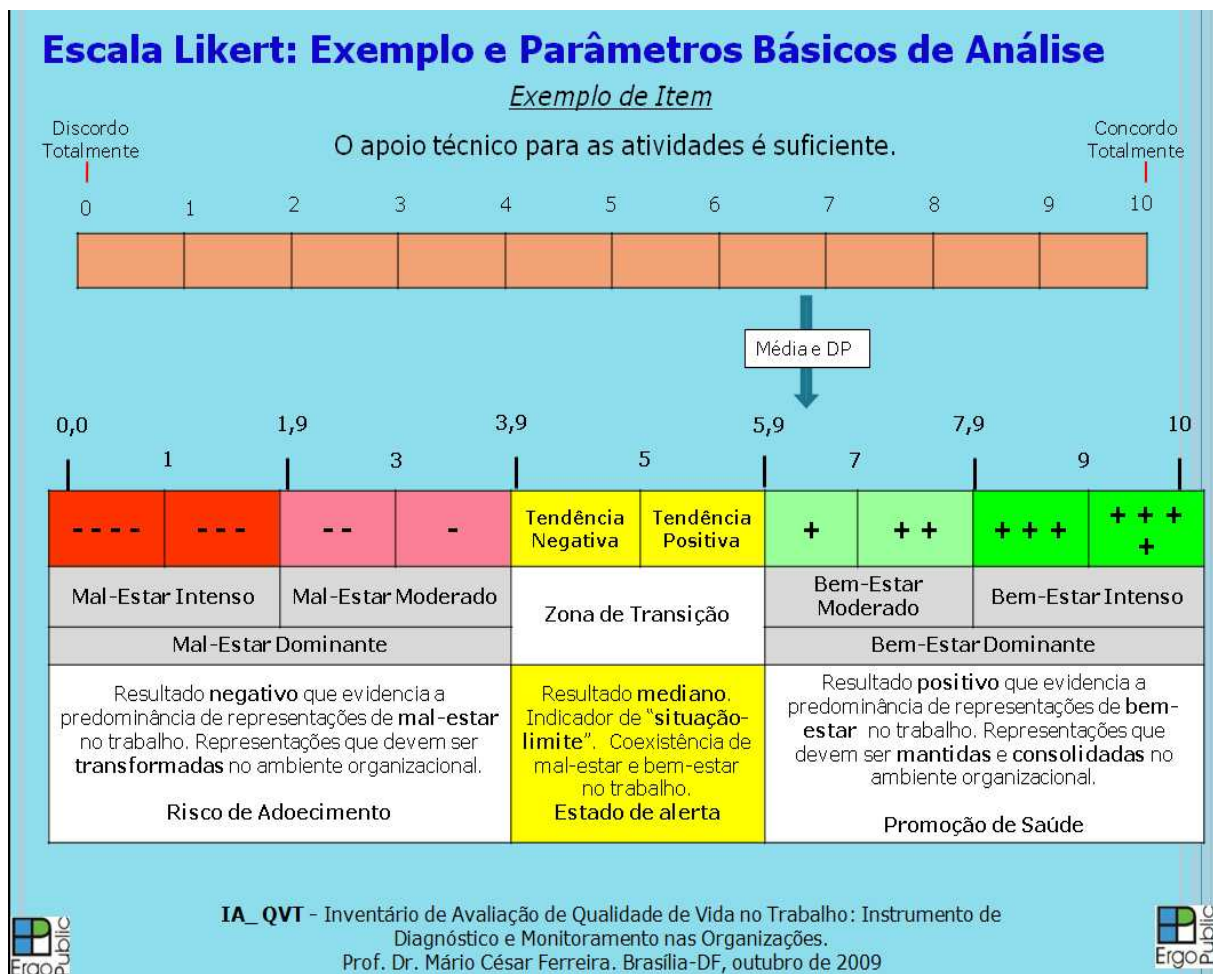 Escala Likert: Exemplo e Parâmetros Básicos de Análise
Exemplo de Item
Discordo
Totalmente
O apoio técnico para as atividades é suficiente.
Concordo
Totalmente
0 1 2 3 4 5 6 7 8 9 10
Média e DP
0,0 1,9 3,9 5,9 7,9 10
1 3 5 7 9
- - - -
- - -
- -
-
Tendência
Negativa
Tendência
Positiva
+
+ +
+ + +
+ + +
+
Mal-Estar Intenso
Mal-Estar Moderado
Zona de Transição
Bem-Estar
Moderado
Bem-Estar Intenso
Mal-Estar Dominante
Bem-Estar Dominante
Resultado negativo que evidencia a
predominância de representações de mal-estar
no trabalho. Representações que devem ser
transformadas no ambiente organizacional.
Risco de Adoecimento
Resultado mediano.
Indicador de “situação-
limite”. Coexistência de
mal-estar e bem-estar
no trabalho.
Estado de alerta
Resultado positivo que evidencia a
predominância de representações de bem-
estar no trabalho. Representações que
devem ser mantidas e consolidadas no
ambiente organizacional.
Promoção de Saúde
IA_ QVT - Inventário de Avaliação de Qualidade de Vida no Trabalho: Instrumento de
Diagnóstico e Monitoramento nas Organizações.
Prof. Dr. Mário César Ferreira. Brasília-DF, outubro de 2009
Ergo Public
Ergo Public